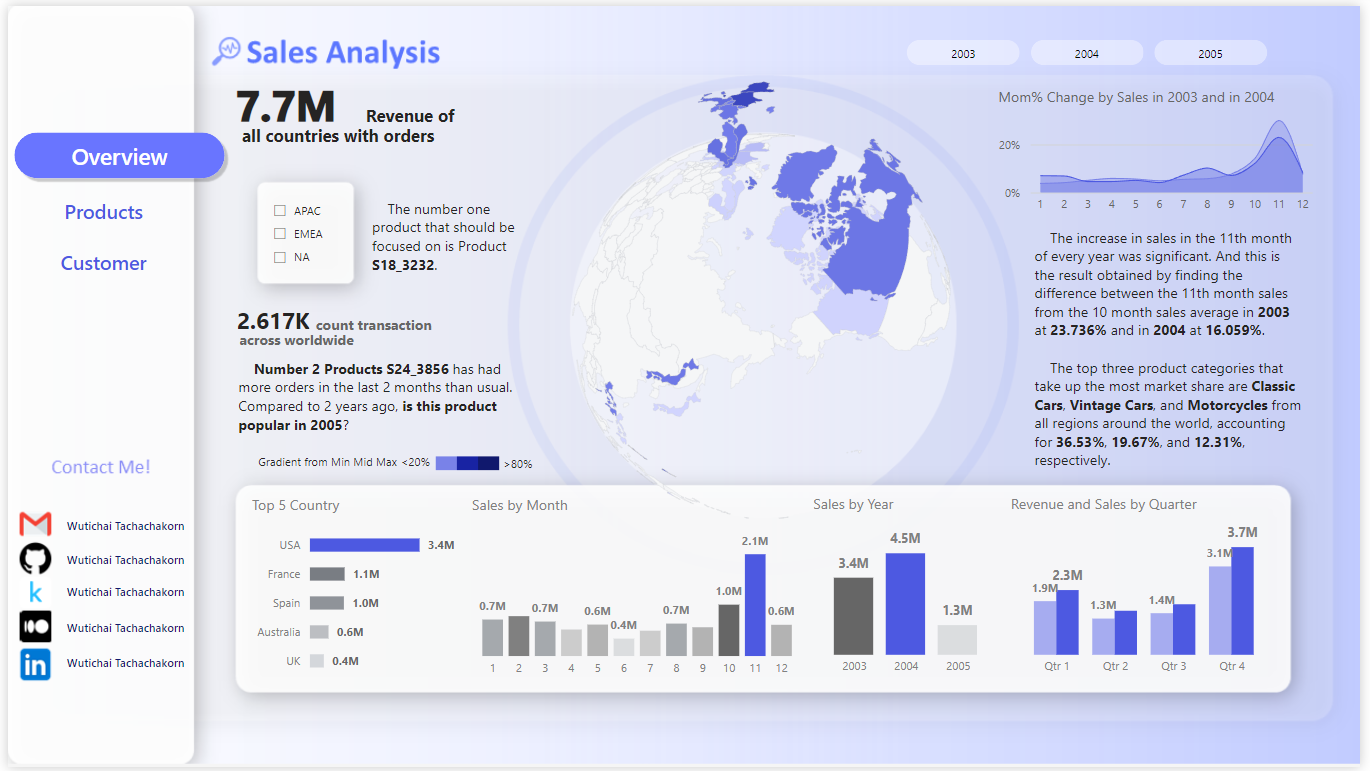 Sales Analysis
2003
2004
2005
Overview
Products
Customer
Contact Me!
Wutichai Tachachakorn
Wutichai Tachachakorn
k
Wutichai Tachachakorn
Wutichai Tachachakorn
in
Wutichai Tachachakorn
7.7M Revenue of
all countries with orders
APAC
EMEA
NA
The number one
product that should be
focused on is Product
S18_3232.
2.617K count transaction
across worldwide
Number 2 Products S24_3856 has had
more orders in the last 2 months than usual.
Compared to 2 years ago, is this product
popular in 2005?
Gradient from Min Mid Max <20% >80%
Mom% Change by Sales in 2003 and in 2004
20%
0%
1 2 3 4 5 6 7 8 9 10 11 12
The increase in sales in the 11th month
of every year was significant. And this is
the result obtained by finding the
difference between the 11th month sales
from the 10 month sales average in 2003
at 23.736% and in 2004 at 16.059%.
The top three product categories that
take up the most market share are Classic
Cars, Vintage Cars, and Motorcycles from
all regions around the world, accounting
for 36.53%, 19.67%, and 12.31%,
respectively.
Top 5 Country
USA 3.4M
France 1.1M
Spain 1.0M
Australia 0.6M
UK 0.4M
Sales by Month
0.7M 0.7M 0.6M 0.4M 0.7M 1.0M 2.1M 0.6M
1 2 3 4 5 6 7 8 9 10 11 12
Sales by Year
3.4M 4.5M 1.3M
2003 2004 2005
Revenue and Sales by Quarter
1.9M 2.3M 1.3M 1.4M 3.1M 3.7M
Qtr 1 Qtr 2 Qtr 3 Qtr 4